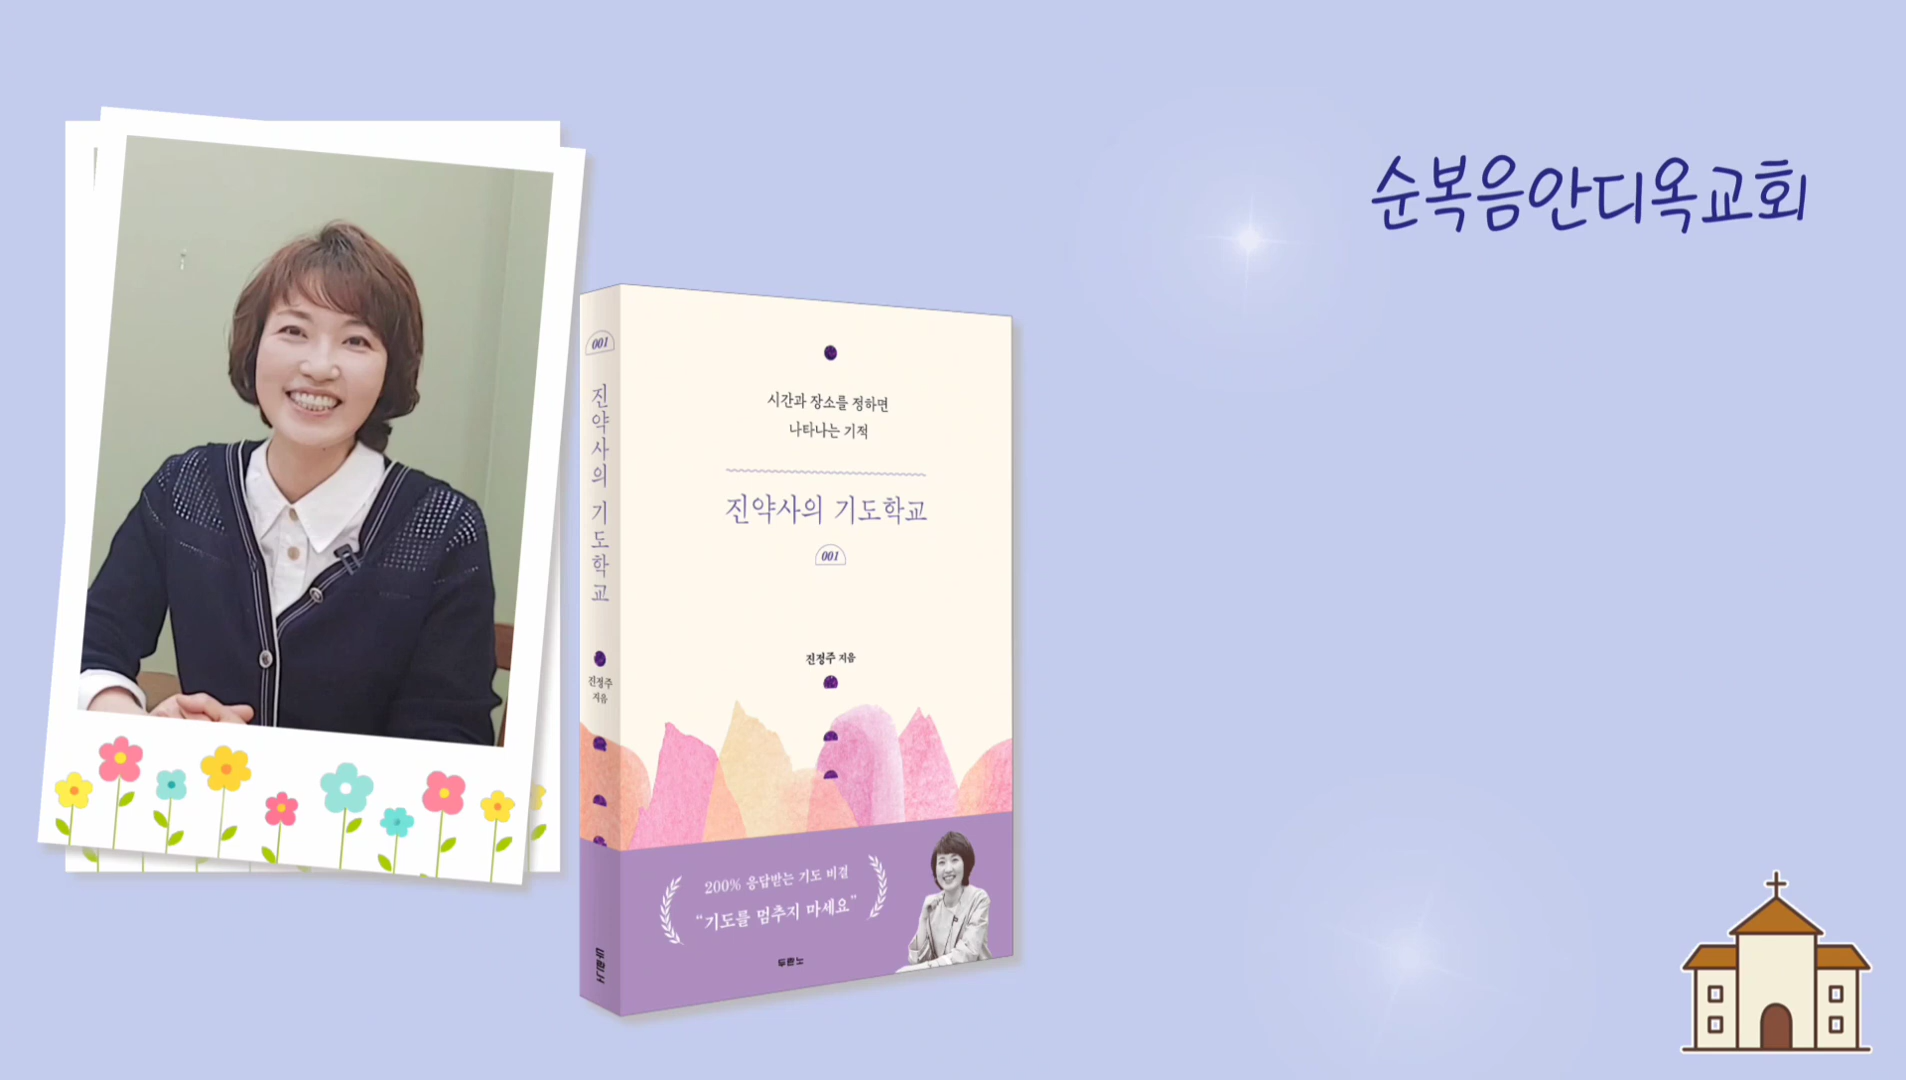 순복음안디옥교회
001
진약사의 기도학교
진정주
지음
두란노
시간과 장소를 정하면
나타나는 기적
진약사의 기도학교
001
진정주 지음
200% 응답받는 기도 비결
“기도를 멈추지 마세요”
두란노